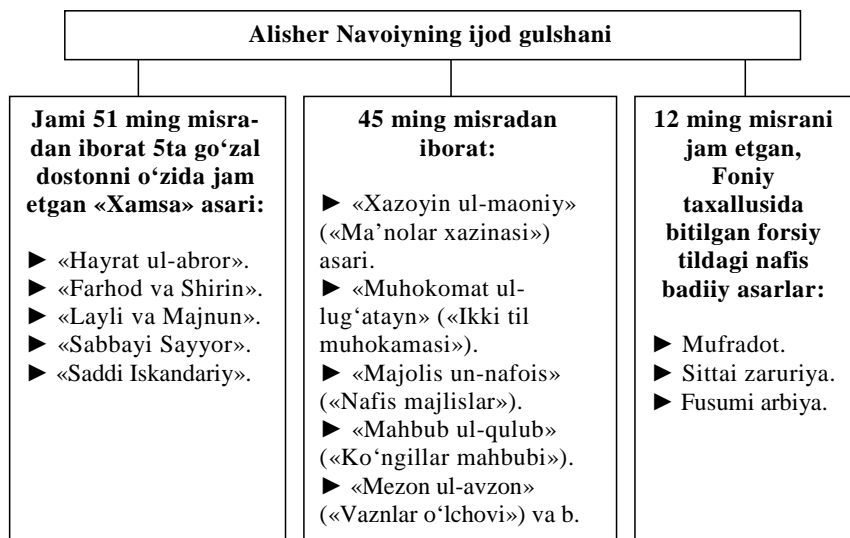 Alisher Navoiyning ijod gulshani
Jami 51 ming misra-
dan iborat 5ta go‘zal
dostonni o‘zida jam
etgan «Xamsa» asari:
► «Hayrat ul-abror».
► «Farhod va Shirin».
► «Layli va Majnun».
► «Sabbayi Sayyor».
► «Saddi Iskandariy».
45 ming misradan
iborat:
► «Xazoyin ul-maoniy»
(«Ma’nolar xazinasi»)
asari.
► «Muhokomat ul-
lug‘atayn» («Ikki til
muhokamasi»).
► «Majolis un-nafois»
(«Nafis majlislar»).
► «Mahbub ul-qulub»
(«Ko‘ngillar mahbubi»).
► «Mezon ul-avzon»
(«Vaznlar o‘lchovi») va b.
12 ming misrani
jam etgan,
Foniy
taxallusida
bitilgan forsiy
tildagi nafis
badiiy asarlar:
► Mufradot.
► Sittai zaruriya.
► Fusumi arbiya.